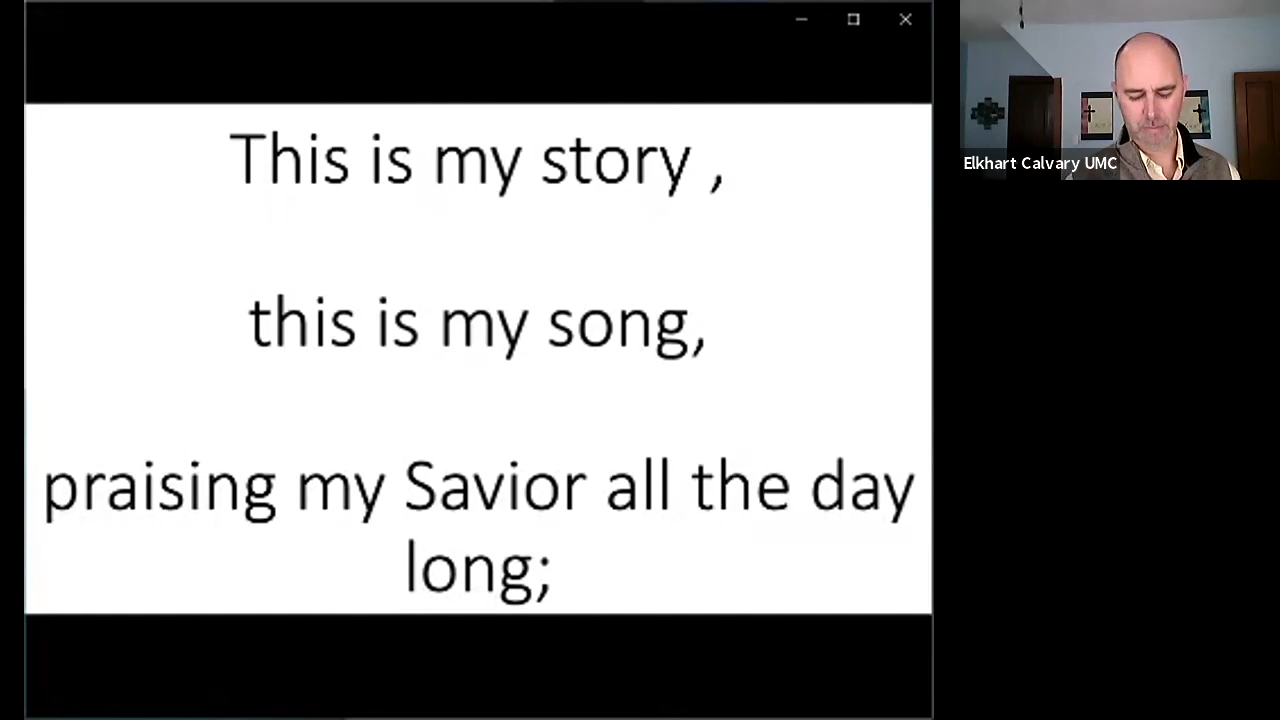 This is my story ,
this is my song,
praising my Savior all the day
long;
Elkhart Calvary UMC